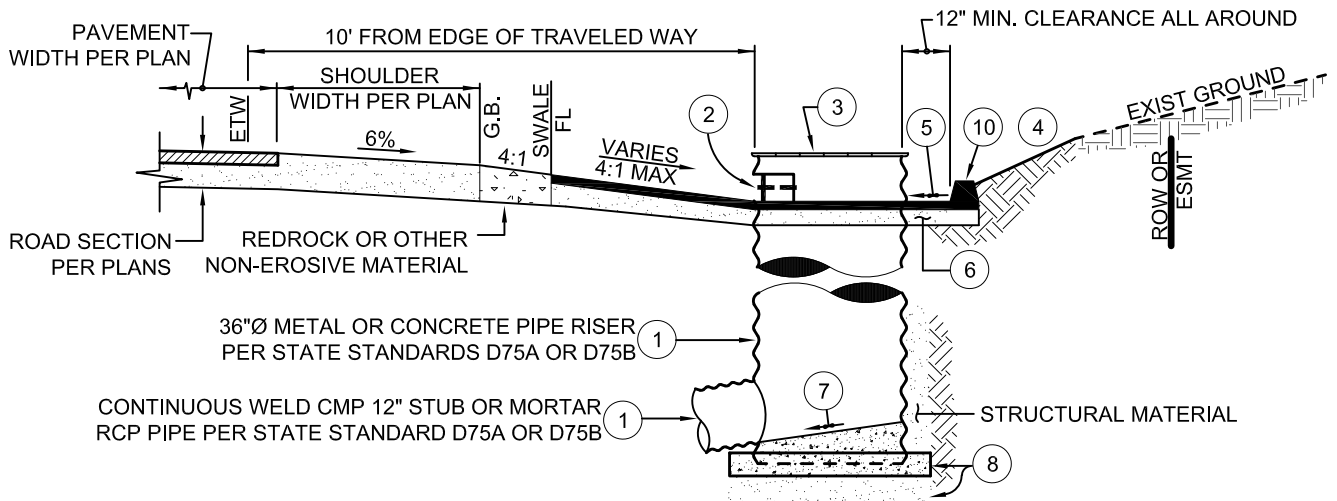 PAVEMENT
WIDTH PER PLAN
10' FROM EDGE OF TRAVELED WAY
12" MIN. CLEARANCE ALL AROUND
ETW
SHOULDER
WIDTH PER PLAN
G.B.
SWALE
FL
6%
4:1
VARIES
4:1 MAX
2
3
5
10
4
EXIST GROUND
ROW OR
ESMT
ROAD SECTION
PER PLANS
REDROCK OR OTHER
NON-EROSIVE MATERIAL
6
36"Ø METAL OR CONCRETE PIPE RISER
PER STATE STANDARDS D75A OR D75B
1
CONTINUOUS WELD CMP 12" STUB OR MORTAR
RCP PIPE PER STATE STANDARD D75A OR D75B
1
7
STRUCTURAL MATERIAL
8